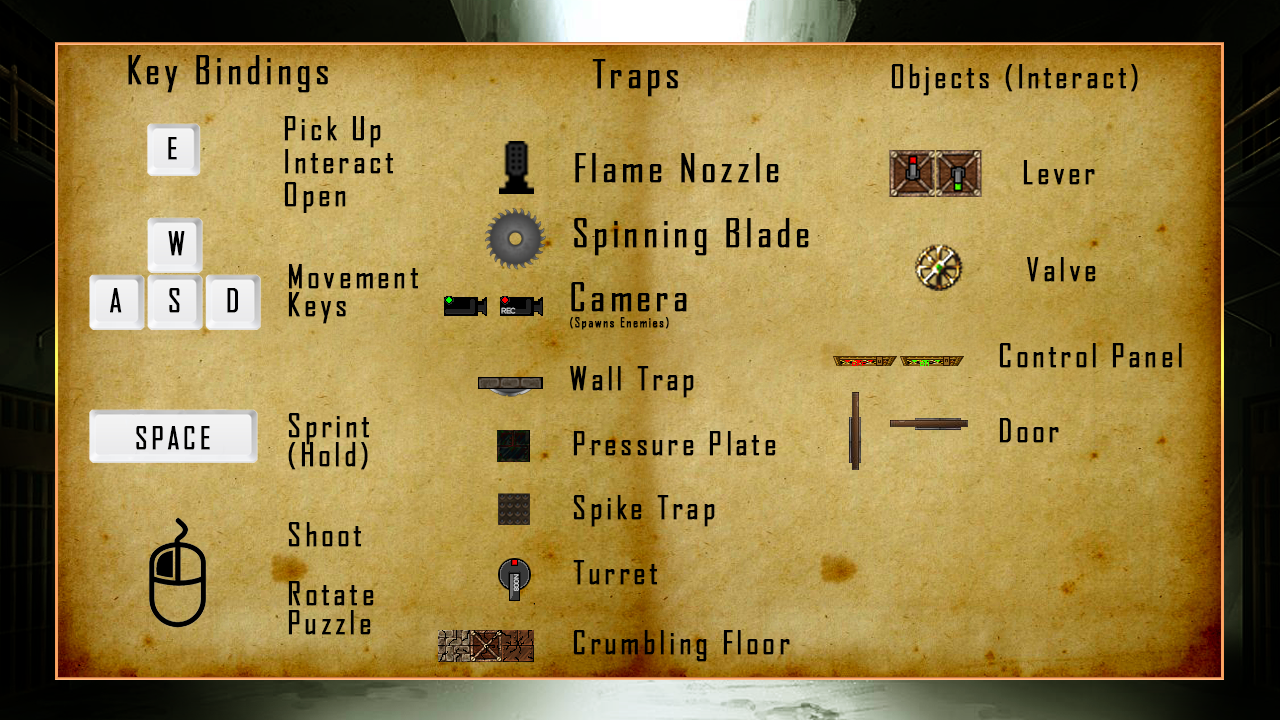 Key Bindings
E
Pick Up
Interact
Open
W
A
S
D
Movement
Keys
SPACE
Sprint
(Hold)
Shoot
Rotate
Puzzle
Traps
Flame Nozzle
Spinning Blade
REC
Camera
(Spawns Enemies)
Wall Trap
Pressure Plate
Spike Trap
Turret
Crumbling Floor
Objects (Interact)
Lever
Valve
Control Panel
Door